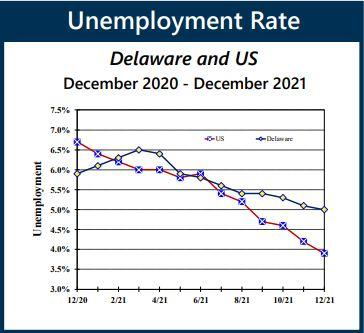 Unemployment Rate
Delaware and US
December 2020 - December 2021
7.5%
7.0%
US Delaware
6.5%
6.0%
5.5%
5.0%
4.5%
4.0%
3.5%
3.0%
Unemployment
12/20 2/21 4/21 6/21 8/21 10/21 12/21